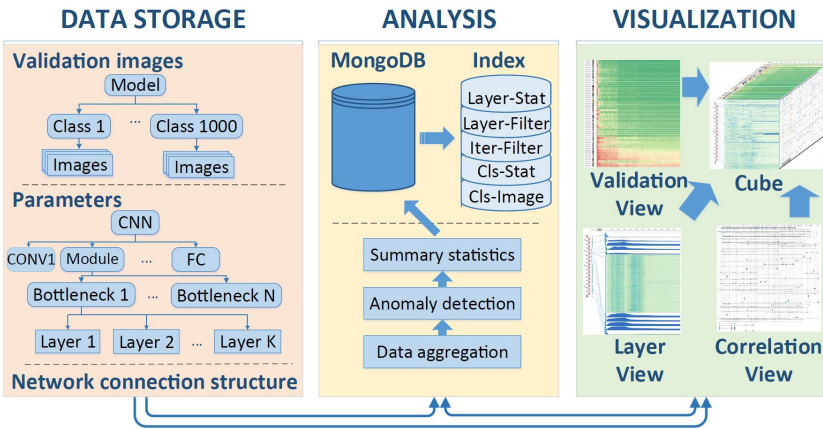 DATA STORAGE
Validation images
Model
Class 1
...
Class 1000
Images
Images
Parameters
CNN
CONV1
Module
...
FC
Bottleneck 1
...
Bottleneck N
Layer 1
Layer 2
...
Layer K
Network connection structure
ANALYSIS
MongoDB
Index
Layer-Stat
Layer-Filter
Iter-Filter
Cls-Stat
Cls-Image
Summary statistics
Anomaly detection
Data aggregation
VISUALIZATION
Validation
View
Cube
Layer
View
Correlation
View